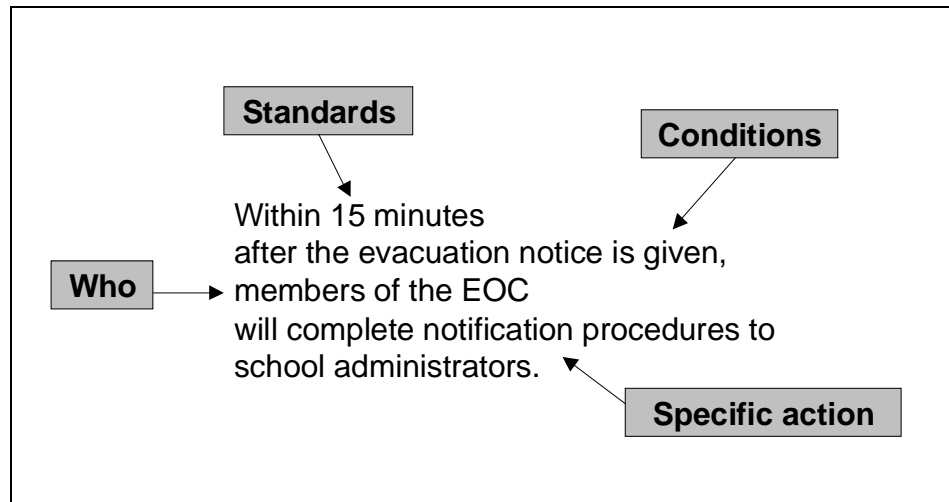 Standards
Conditions
Within 15 minutes
after the evacuation notice is given,
Who
members of the EOC
will complete notification procedures to
school administrators.
Specific action